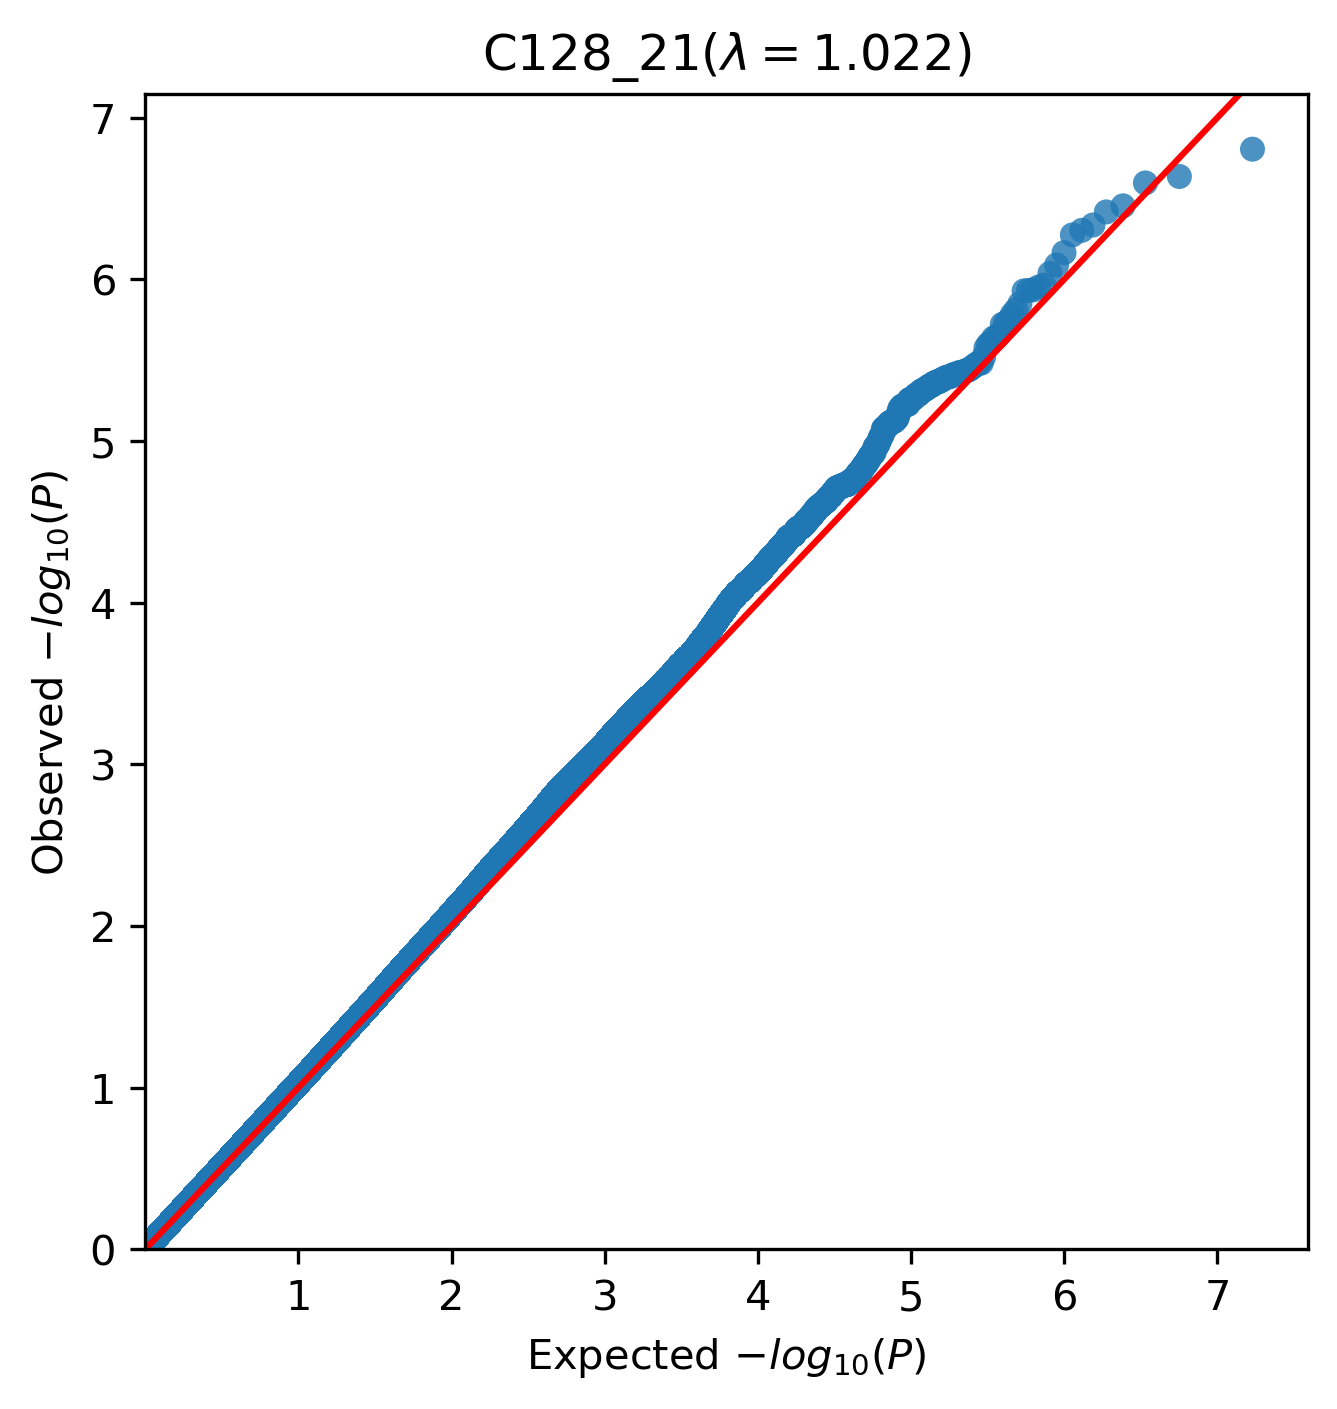 C128_21(λ = 1.022)
7
6
5
4
3
2
1
0
Observed −log₁₀(P)
1 2 3 4 5 6 7
Expected −log₁₀(P)